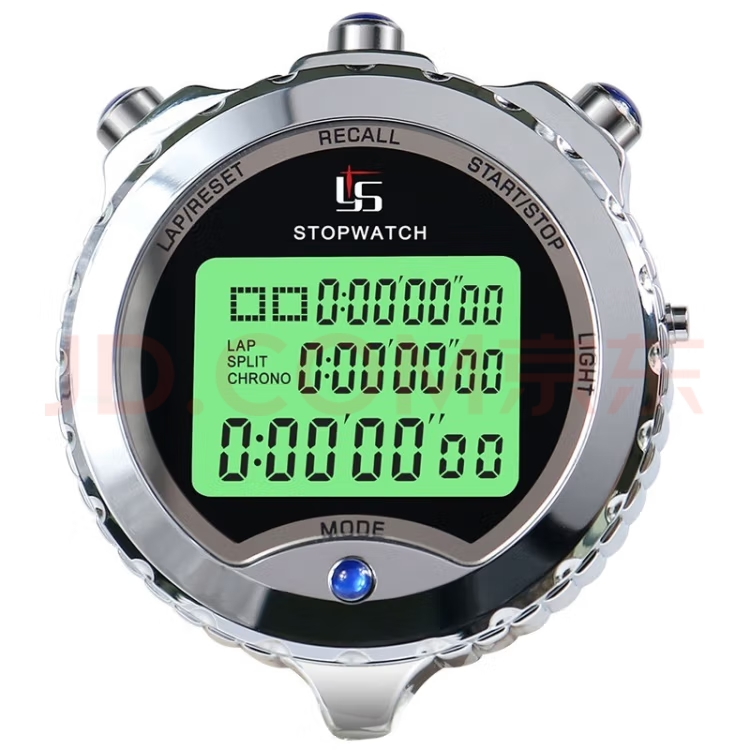 RECALL
LAP/RESET
START/STOP
YS
STOPWATCH
0:00'00"00
LAP
SPLIT
CHRONO
0:00'00"00
0:00'00"00
LIGHT
MODE
JD.COM京东